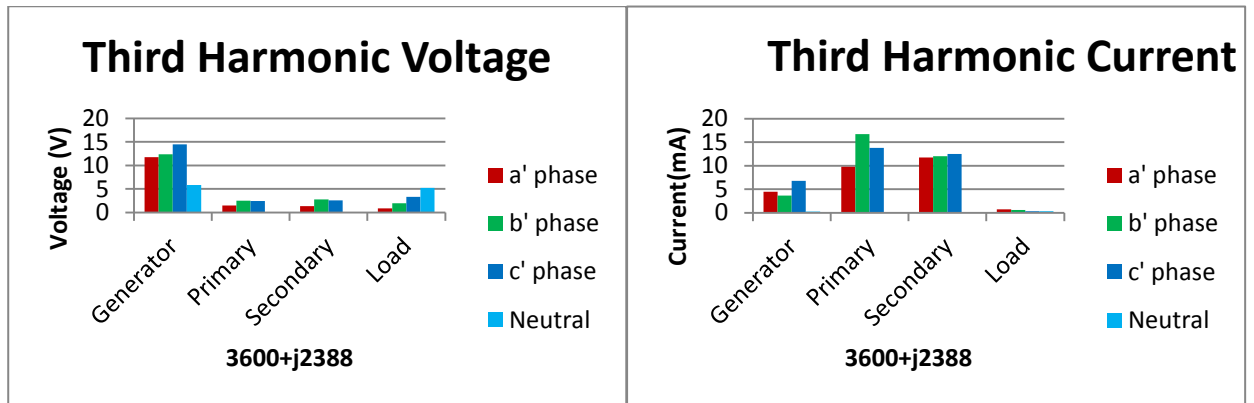 Third Harmonic Voltage
Voltage (V)
20
15
10
5
0
Generator
Primary
Secondary
Load
3600+j2388
a' phase
b' phase
c' phase
Neutral
Third Harmonic Current
Current(mA)
20
15
10
5
0
Generator
Primary
Secondary
Load
3600+j2388
a' phase
b' phase
c' phase
Neutral